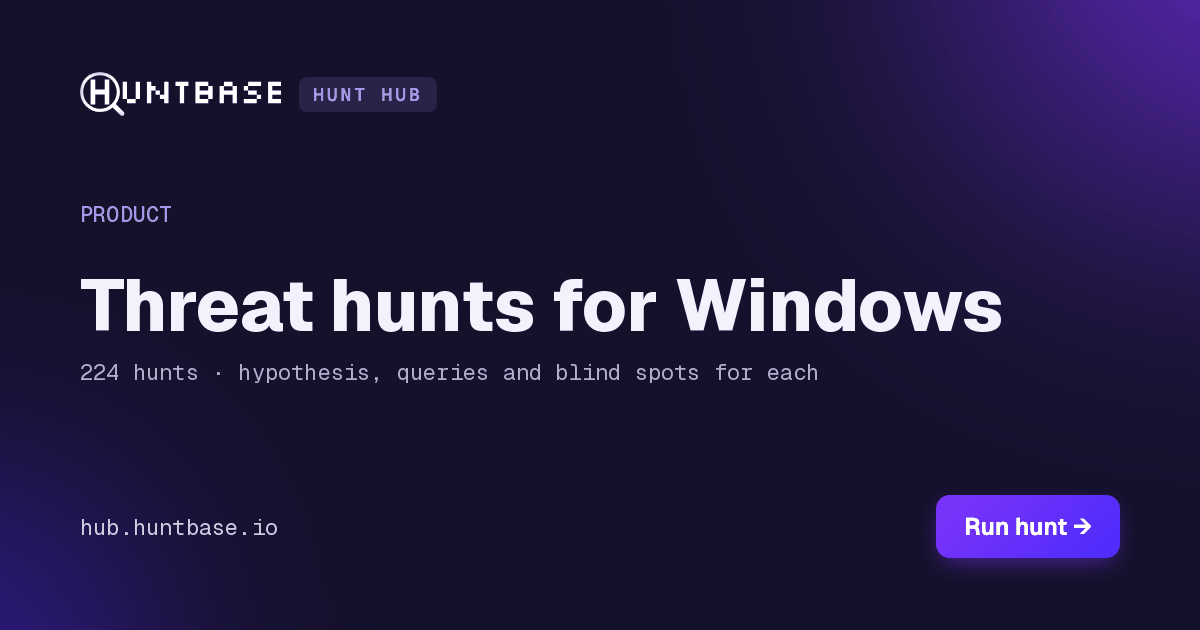 HUNTBASE HUNT HUB
PRODUCT
Threat hunts for Windows
224 hunts · hypothesis, queries and blind spots for each
hub.huntbase.io
Run hunt →